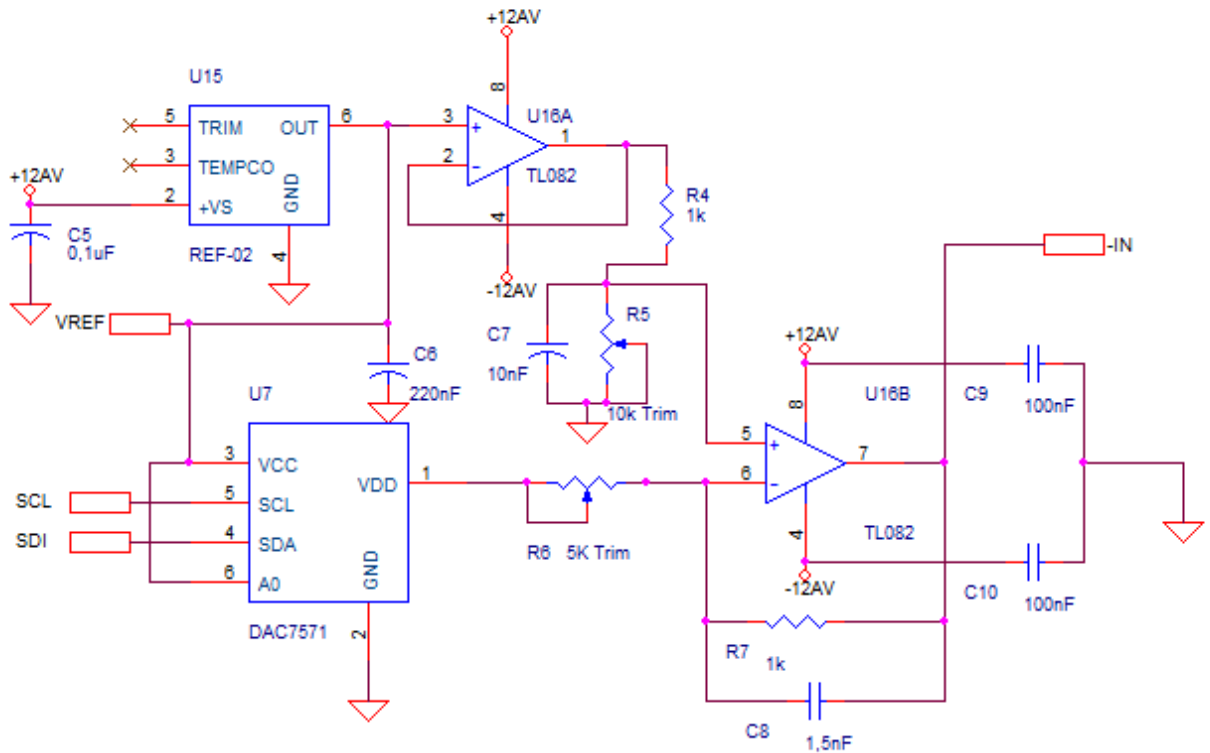 +12AV
U15
8
U16A
5 TRIM OUT 6
3 + 1
3 TEMPCO
2 -
TL082
+12AV
2 +VS
GND
4
R4
1k
C5
0,1uF
REF-02
4
-12AV
VREF
R5
C7
10nF
+12AV
C6
220nF
U7
10k Trim
8
U16B
C9
100nF
5 +
3 VCC
VDD 1
6 -
7
SCL
5 SCL
SDI
4 SDA
R6 5K Trim
4
TL082
6 A0
GND
-12AV
C10
100nF
DAC7571
2
R7
1k
C8
1,5nF
-IN